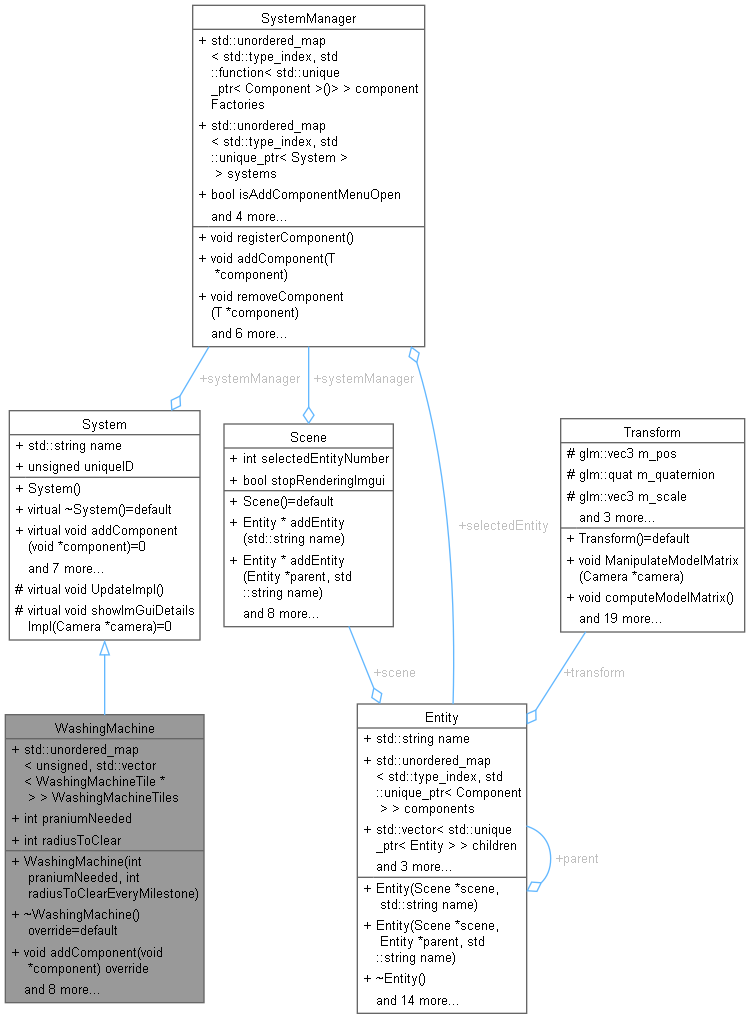 SystemManager
+ std::unordered_map
< std::type_index, std
::function< std::unique
_ptr< Component >()> > component
Factories
+ std::unordered_map
< std::type_index, std
::unique_ptr< System >
> > systems
+ bool isAddComponentMenuOpen
and 4 more...
+ void registerComponent()
+ void addComponent(T
*component)
+ void removeComponent
(T *component)
and 6 more...
+systemManager
+systemManager
System
+ std::string name
+ unsigned uniqueID
+ System()
+ virtual ~System()=default
+ virtual void addComponent
(void *component)=0
and 7 more...
# virtual void UpdateImpl()
# virtual void showImGuiDetails
Impl(Camera *camera)=0
Scene
+ int selectedEntityNumber
+ bool stopRenderingImgui
+ Scene()=default
+ Entity * addEntity
(std::string name)
+ Entity * addEntity
(Entity *parent, std
::string name)
and 8 more...
+selectedEntity
Transform
# glm::vec3 m_pos
# glm::quat m_quaternion
# glm::vec3 m_scale
and 3 more...
+ Transform()=default
+ void ManipulateModelMatrix
(Camera *camera)
+ void computeModelMatrix()
and 19 more...
+scene
+transform
WashingMachine
+ std::unordered_map
< unsigned, std::vector
< WashingMachineTile *
> > WashingMachineTiles
+ int praniumNeeded
+ int radiusToClear
+ WashingMachine(int
praniumNeeded, int
radiusToClearEveryMilestone)
+ ~WashingMachine()
override=default
+ void addComponent(void
*component) override
and 8 more...
Entity
+ std::string name
+ std::unordered_map
< std::type_index, std
::unique_ptr< Component
> > components
+ std::vector< std::unique
_ptr< Entity > > children
and 3 more...
+ Entity(Scene *scene,
std::string name)
+ Entity(Scene *scene,
Entity *parent, std
::string name)
+ ~Entity()
and 14 more...
+parent